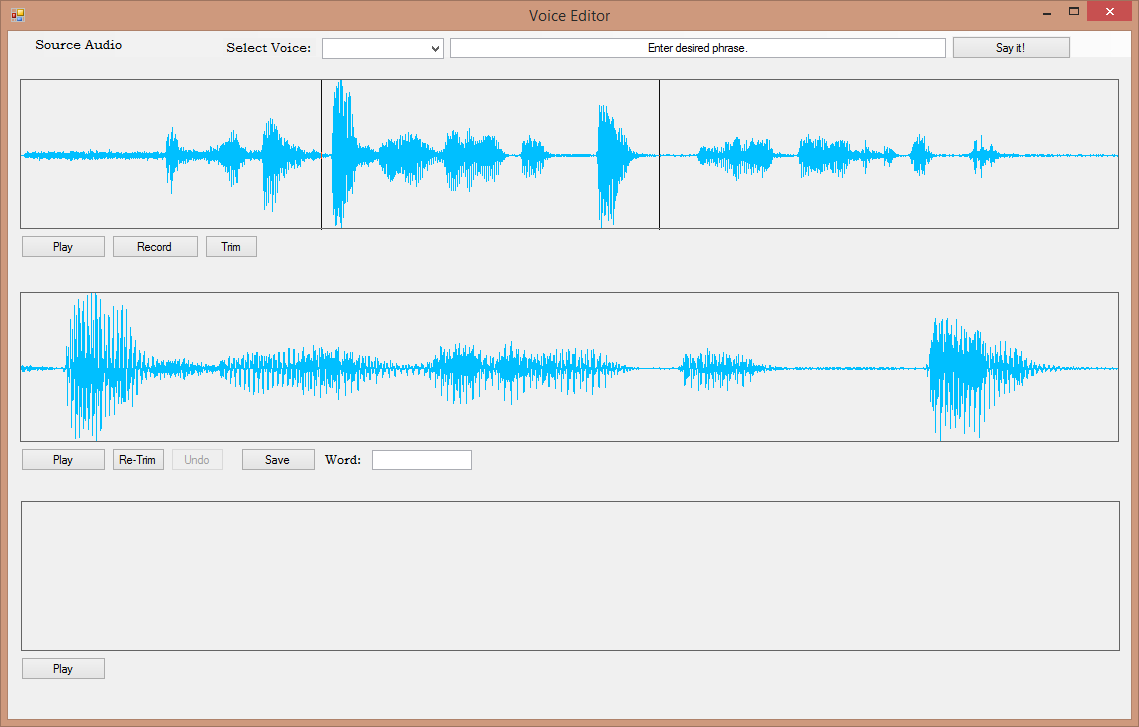 Voice Editor
Source Audio Select Voice: Enter desired phrase. Say it!
Play Record Trim
Play Re-Trim Undo Save Word:
Play